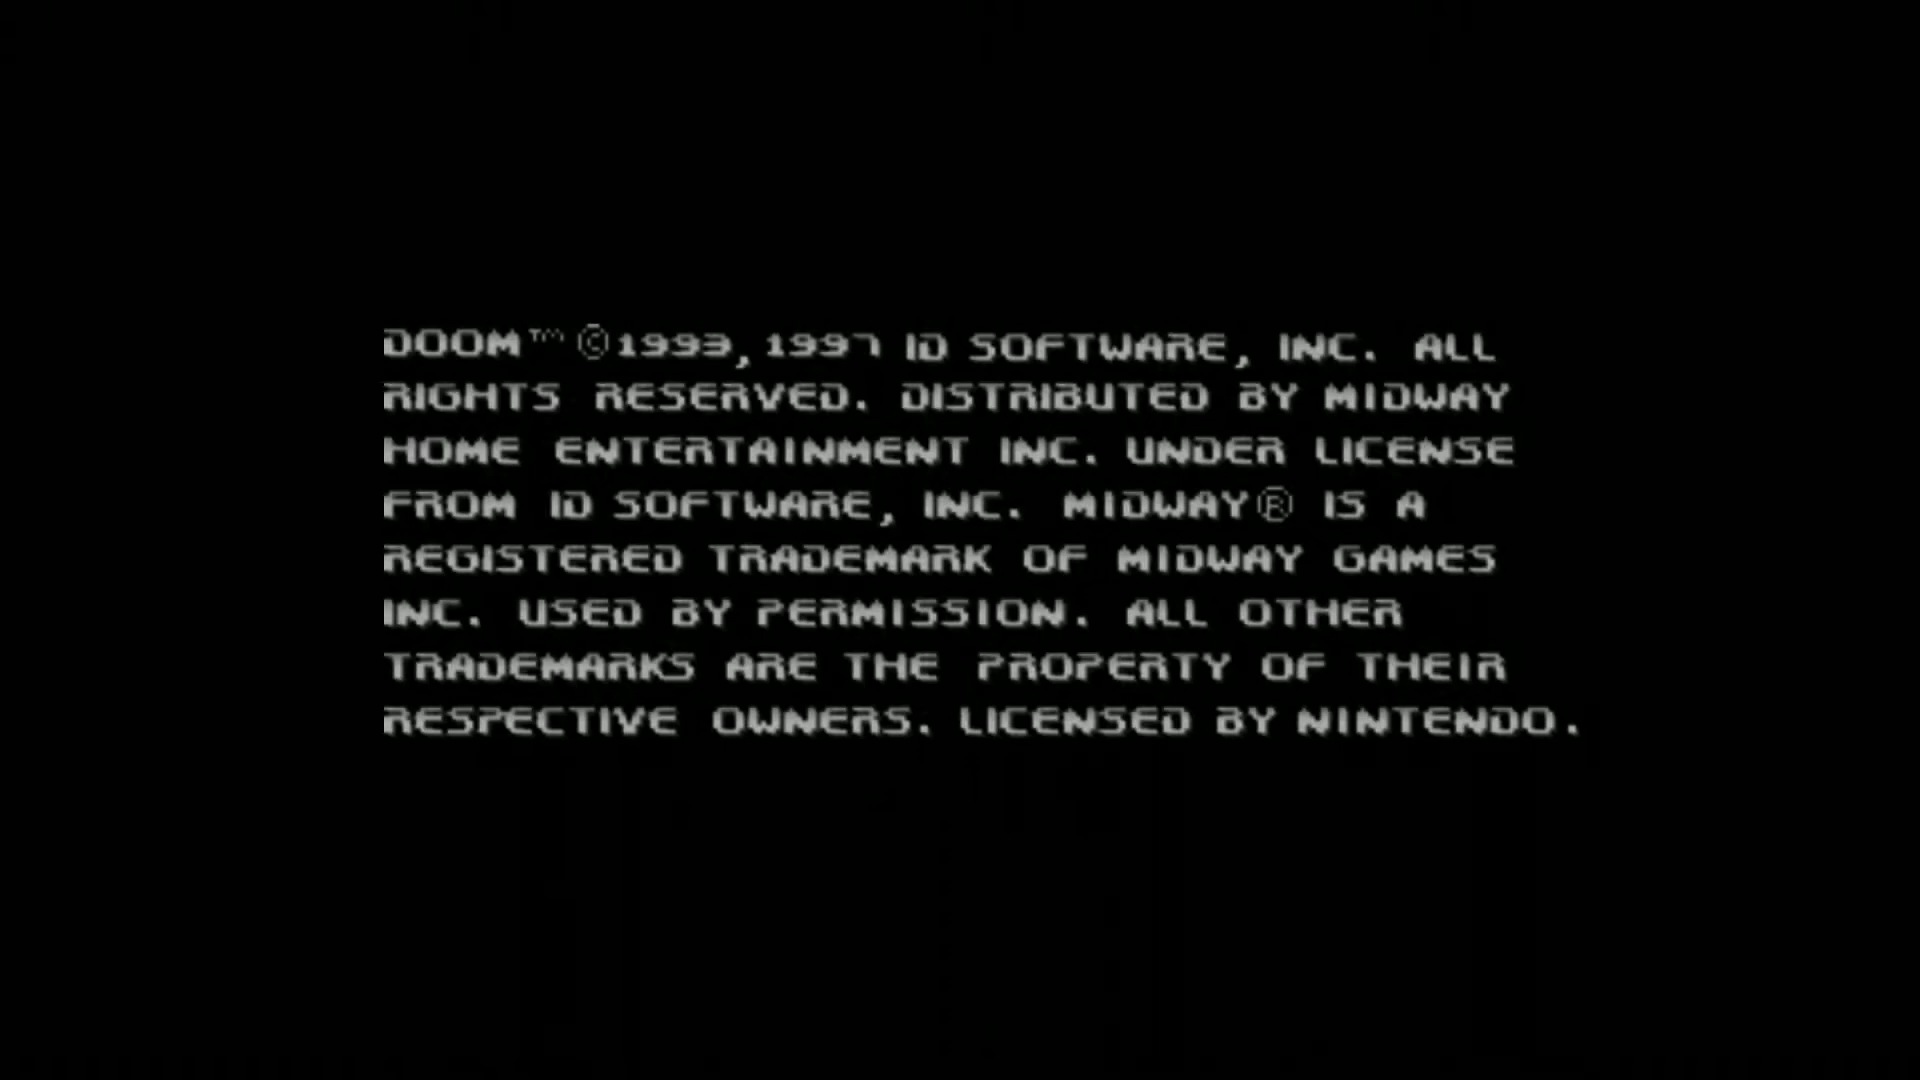 DOOM™ ©1993,1997 ID SOFTWARE, INC. ALL
RIGHTS RESERVED. DISTRIBUTED BY MIDWAY
HOME ENTERTAINMENT INC. UNDER LICENSE
FROM ID SOFTWARE, INC. MIDWAY® IS A
REGISTERED TRADEMARK OF MIDWAY GAMES
INC. USED BY PERMISSION. ALL OTHER
TRADEMARKS ARE THE PROPERTY OF THEIR
RESPECTIVE OWNERS. LICENSED BY NINTENDO.